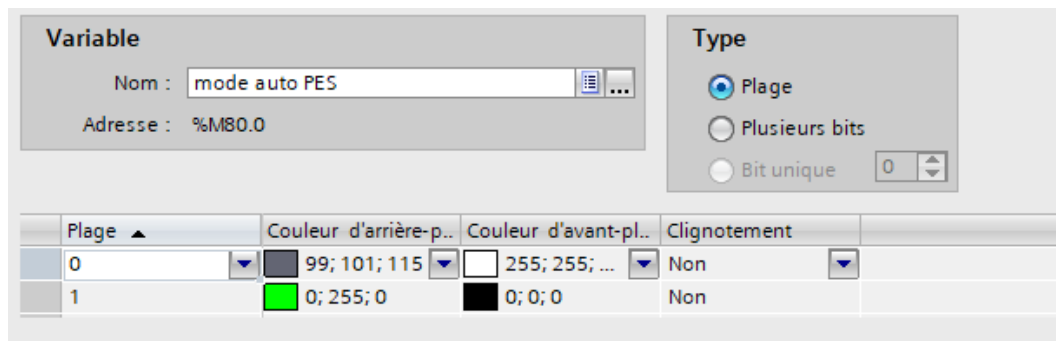 Variable
Nom : mode auto PES ...
Adresse : %M80.0
Type
Plage
Plusieurs bits
Bit unique 0
Plage Couleur d'arrière-p.. Couleur d'avant-pl.. Clignotement
0 99; 101; 115 255; 255; ... Non
1 0; 255; 0 0; 0; 0 Non